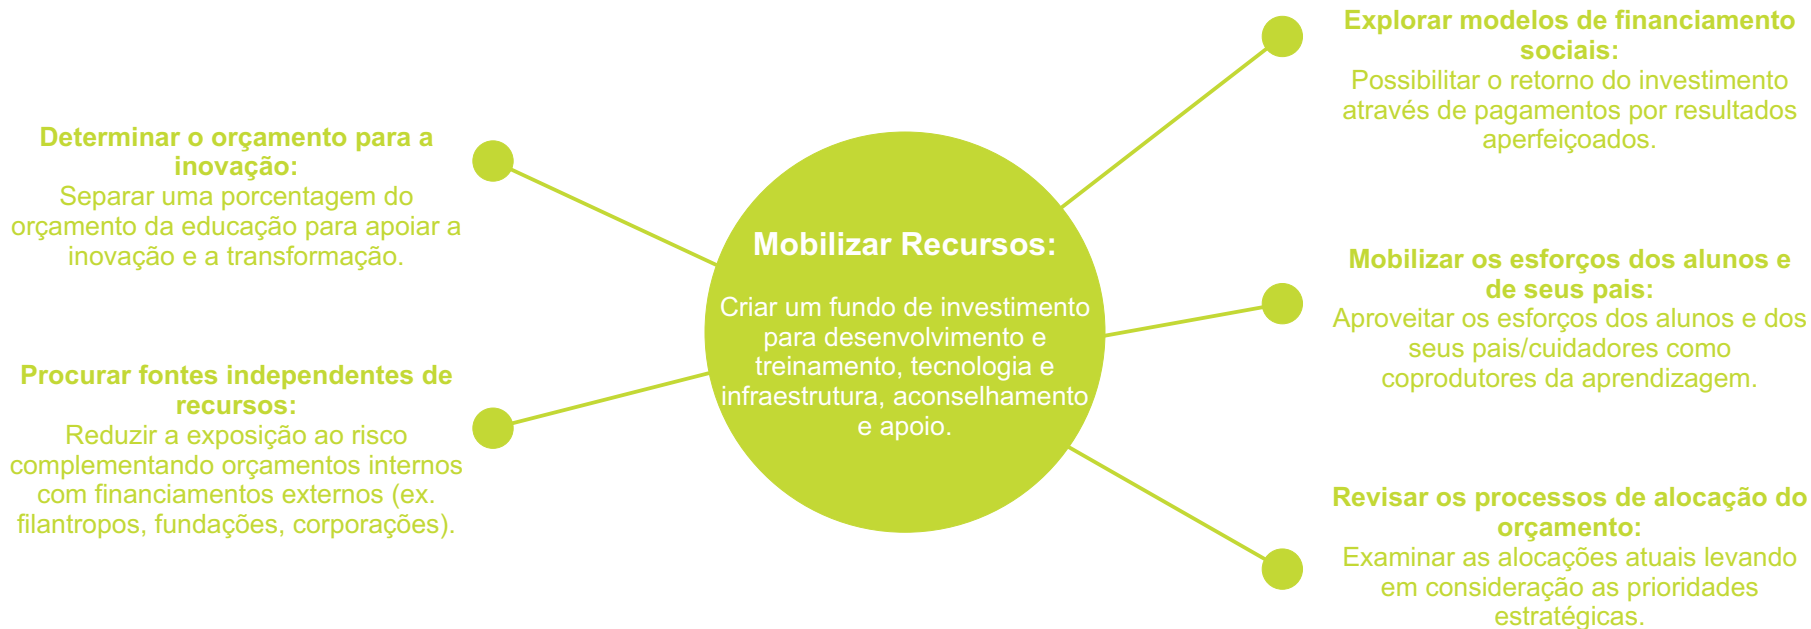 Determinar o orçamento para a
inovação:
Separar uma porcentagem do
orçamento da educação para apoiar a
inovação e a transformação.
Procurar fontes independentes de
recursos:
Reduzir a exposição ao risco
complementando orçamentos internos
com financiamentos externos (ex.
filantropos, fundações, corporações).
Mobilizar Recursos:
Criar um fundo de investimento
para desenvolvimento e
treinamento, tecnologia e
infraestrutura, aconselhamento
e apoio.
Explorar modelos de financiamento
sociais:
Possibilitar o retorno do investimento
através de pagamentos por resultados
aperfeiçoados.
Mobilizar os esforços dos alunos e
de seus pais:
Aproveitar os esforços dos alunos e dos
seus pais/cuidadores como
coprodutores da aprendizagem.
Revisar os processos de alocação do
orçamento:
Examinar as alocações atuais levando
em consideração as prioridades
estratégicas.